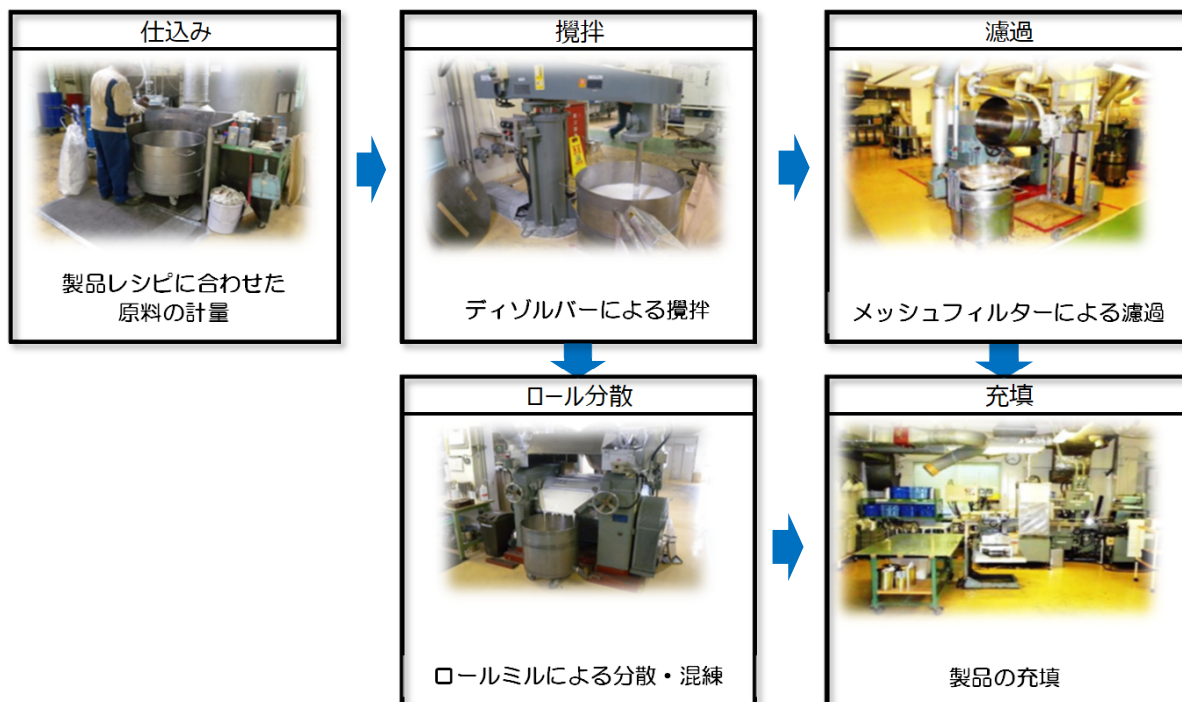 仕込み
製品レシピに合わせた
原料の計量
攪拌
ディゾルバーによる攪拌
濾過
メッシュフィルターによる濾過
ロール分散
ロールミルによる分散・混練
充填
製品の充填